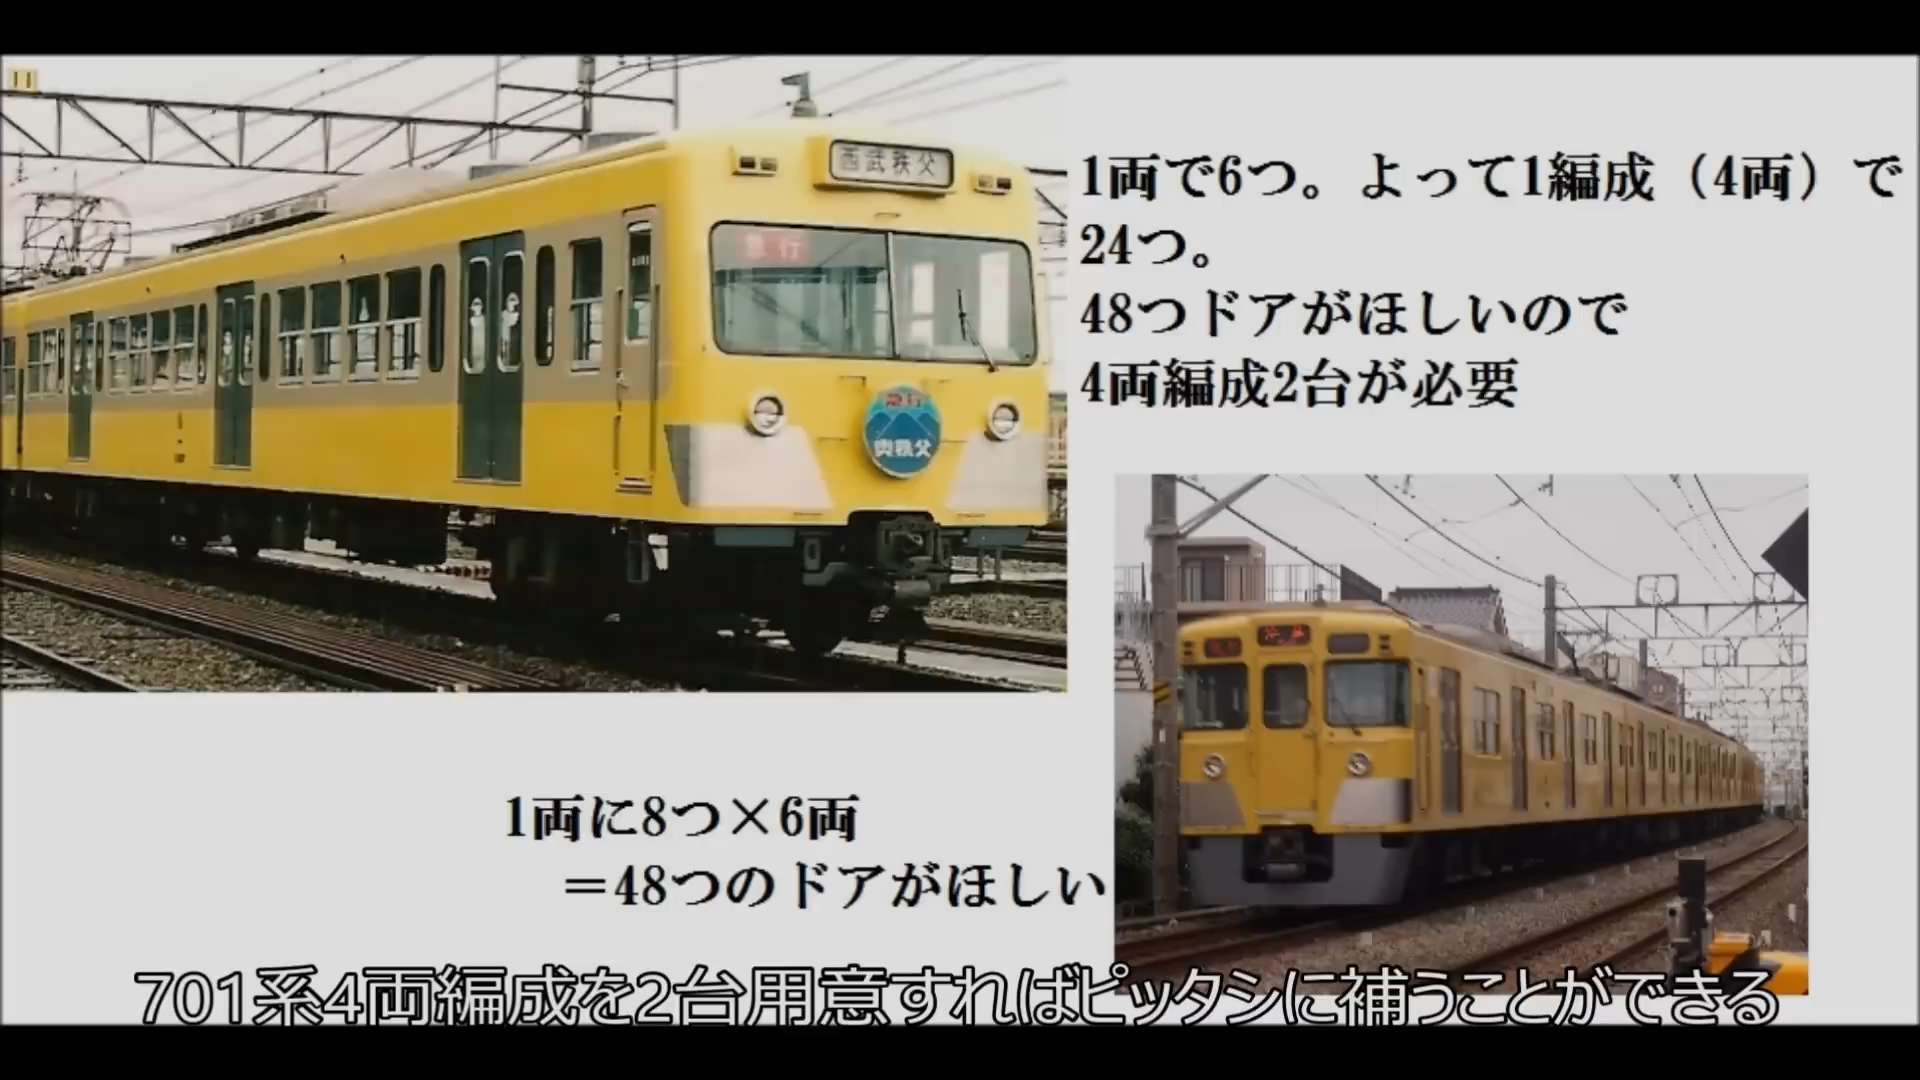 西武秩父
急行
急行
奥秩父
1両で6つ。よって1編成（4両）で
24つ。
48つドアがほしいので
4両編成2台が必要
1両に8つ×6両
＝48つのドアがほしい
701系4両編成を2台用意すればピッタシに補うことができる